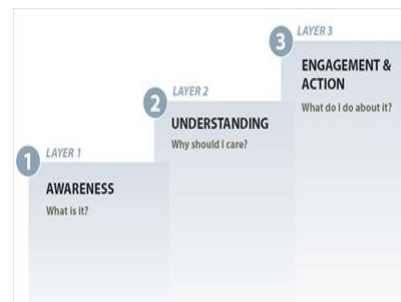 1
LAYER 1
AWARENESS
What is it?
2
LAYER 2
UNDERSTANDING
Why should I care?
3
LAYER 3
ENGAGEMENT &
ACTION
What do I do about it?